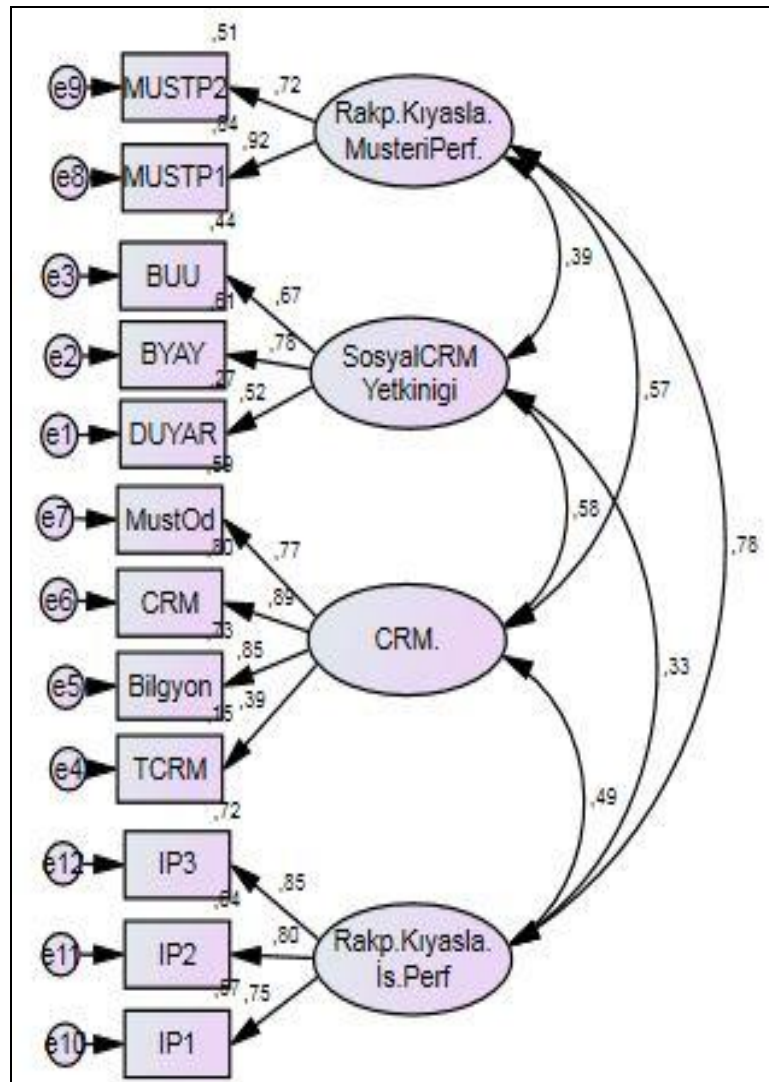 ,51
e9
MUSTP2
,72
Rakp.Kıyasla.
MusteriPerf.
,84
e8
MUSTP1
,92
,44
e3
BUU
,67
,39
,61
e2
BYAY
,78
SosyalCRM
Yetkinigi
,27
e1
DUYAR
,52
,57
,59
e7
MustOd
,77
,58
,78
,80
e6
CRM
,89
CRM.
,73
e5
Bilgyon
,85
,33
,15
e4
TCRM
,39
,49
,72
e12
IP3
,85
,64
e11
IP2
,80
Rakp.Kıyasla.
İs.Perf
,57
e10
IP1
,75